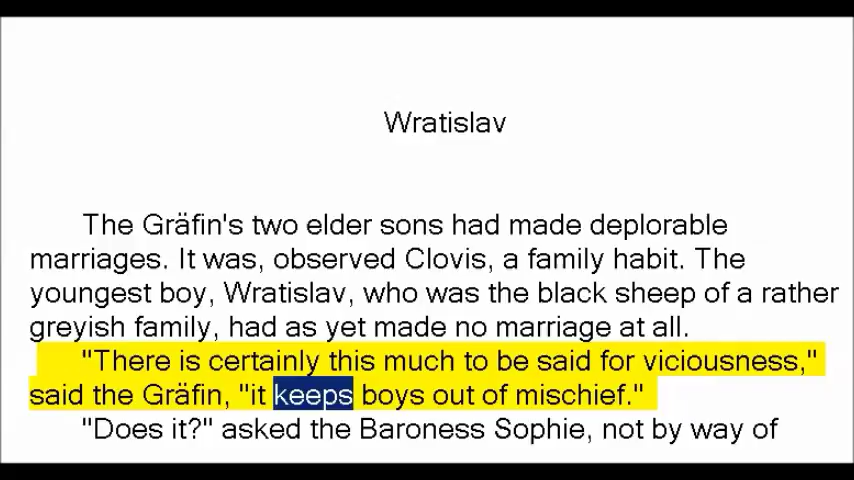 Wratislav
The Gräfin's two elder sons had made deplorable
marriages. It was, observed Clovis, a family habit. The
youngest boy, Wratislav, who was the black sheep of a rather
greyish family, had as yet made no marriage at all.
"There is certainly this much to be said for viciousness,"
said the Gräfin, "it keeps boys out of mischief."
"Does it?" asked the Baroness Sophie, not by way of